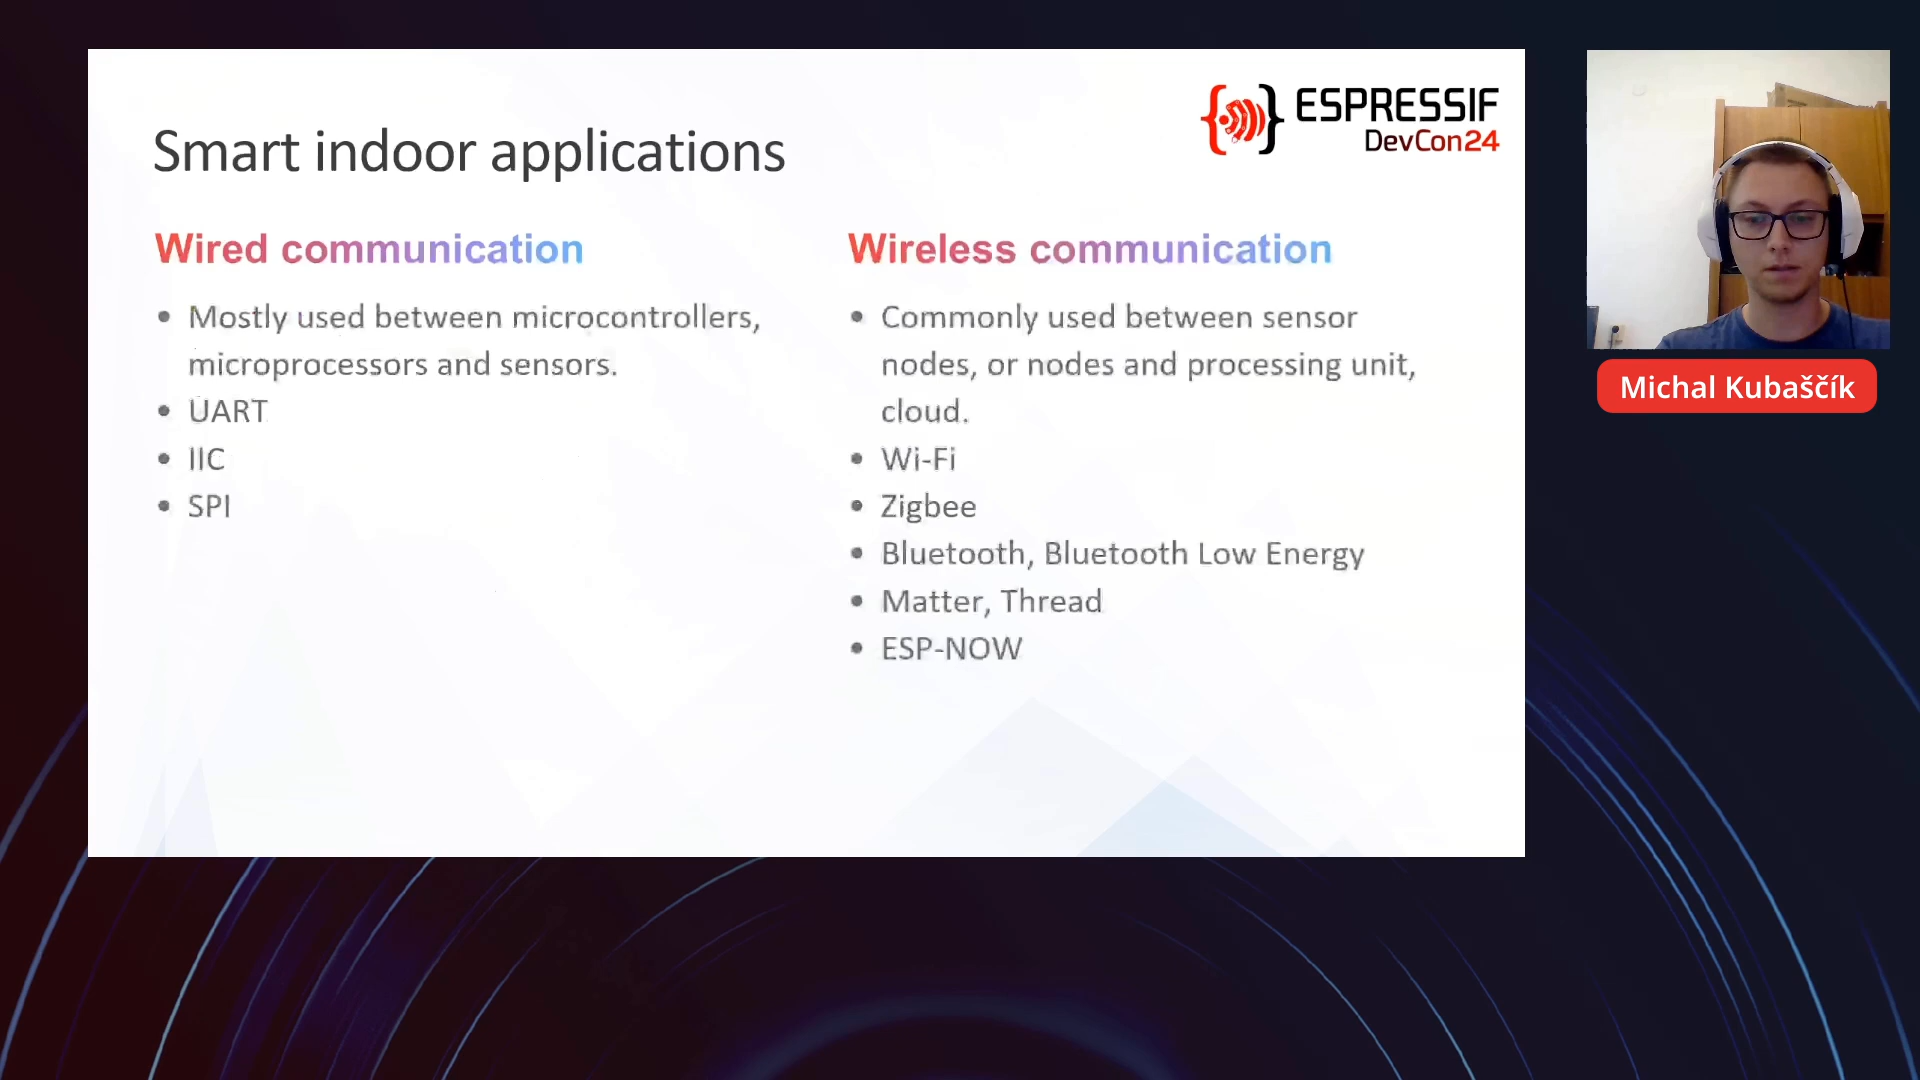 Smart indoor applications
ESPRESSIF
DevCon24
Wired communication
• Mostly used between microcontrollers,
microprocessors and sensors.
• UART
• IIC
• SPI
Wireless communication
• Commonly used between sensor
nodes, or nodes and processing unit,
cloud.
• Wi-Fi
• Zigbee
• Bluetooth, Bluetooth Low Energy
• Matter, Thread
• ESP-NOW
Michal Kubaščík